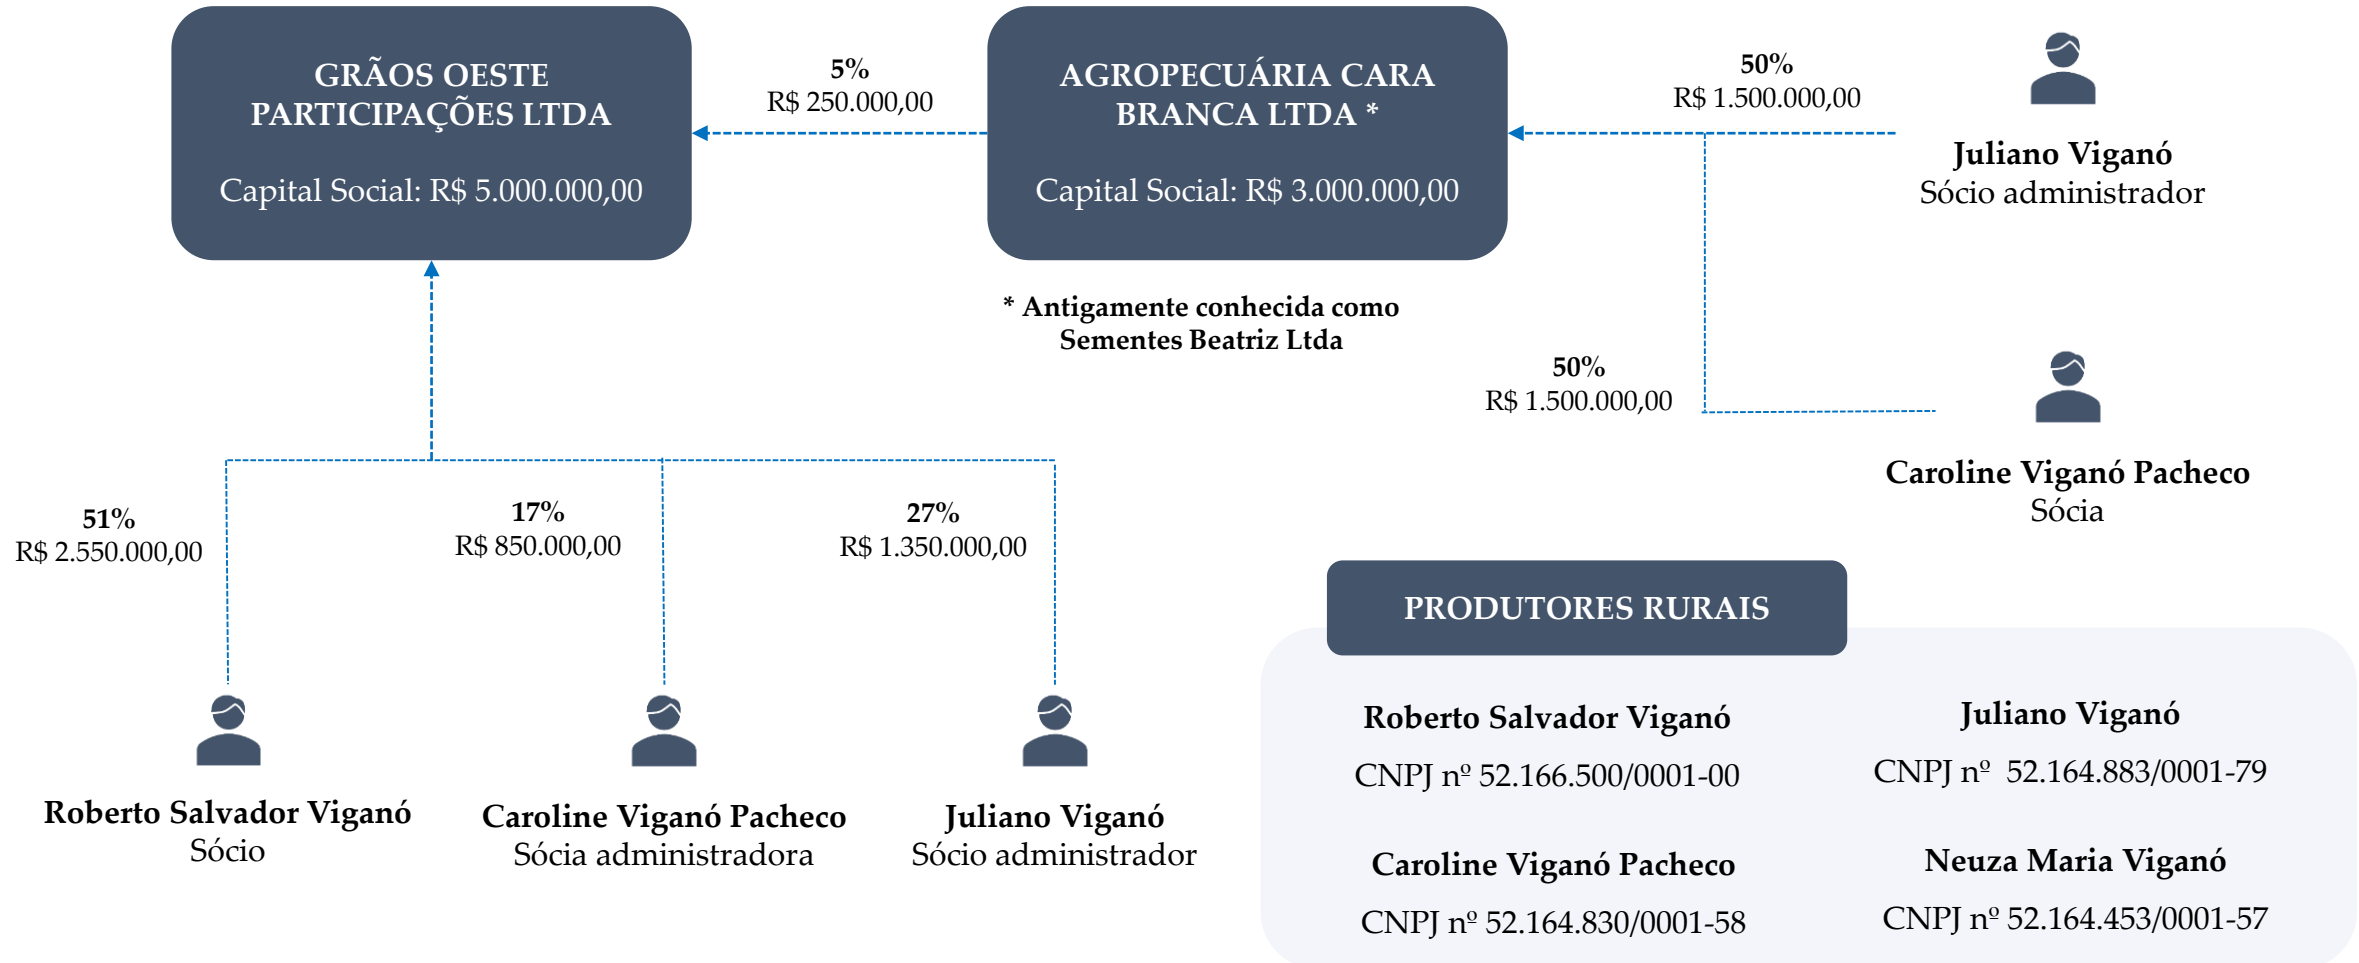 GRÃOS OESTE
PARTICIPAÇÕES LTDA
Capital Social: R$ 5.000.000,00
5%
R$ 250.000,00
AGROPECUÁRIA CARA
BRANCA LTDA *
Capital Social: R$ 3.000.000,00
50%
R$ 1.500.000,00
Juliano Viganó
Sócio administrador
* Antigamente conhecida como
Sementes Beatriz Ltda
50%
R$ 1.500.000,00
Caroline Viganó Pacheco
Sócia
51%
R$ 2.550.000,00
17%
R$ 850.000,00
27%
R$ 1.350.000,00
Roberto Salvador Viganó
Sócio
Caroline Viganó Pacheco
Sócia administradora
Juliano Viganó
Sócio administrador
PRODUTORES RURAIS
Roberto Salvador Viganó
CNPJ nº 52.166.500/0001-00
Juliano Viganó
CNPJ nº 52.164.883/0001-79
Caroline Viganó Pacheco
CNPJ nº 52.164.830/0001-58
Neuza Maria Viganó
CNPJ nº 52.164.453/0001-57